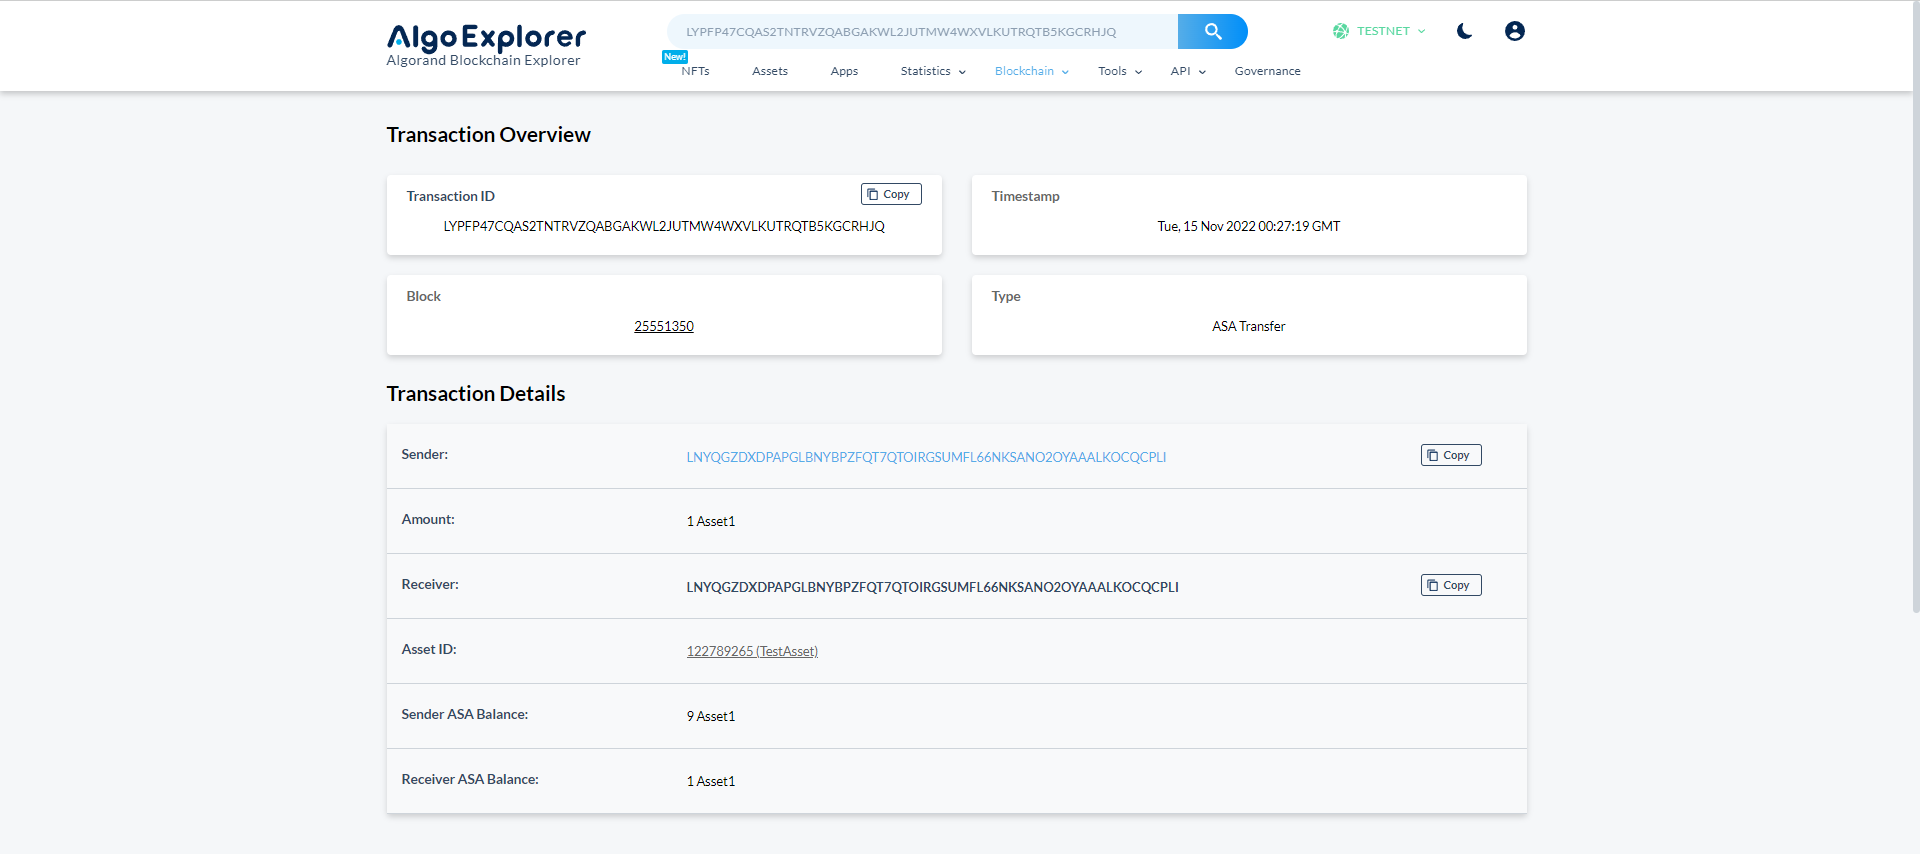 AlgoExplorer
Algorand Blockchain Explorer
LYPFP47CQAS2TNTRVZQABGAKWL2JUTMW4WXVLKUTRQTB5KGCRHJQ
TESTNET
New!
NFTs Assets Apps Statistics Blockchain Tools API Governance
Transaction Overview
Transaction ID
Copy
LYPFP47CQAS2TNTRVZQABGAKWL2JUTMW4WXVLKUTRQTB5KGCRHJQ
Timestamp
Tue, 15 Nov 2022 00:27:19 GMT
Block
25551350
Type
ASA Transfer
Transaction Details
Sender: LNYQGZDXDPAPGLBNYBPZFQT7QTOIRGSUMFL66NKSANO2OYAAALKOCQCPLI Copy
Amount: 1 Asset1
Receiver: LNYQGZDXDPAPGLBNYBPZFQT7QTOIRGSUMFL66NKSANO2OYAAALKOCQCPLI Copy
Asset ID: 122789265 (TestAsset)
Sender ASA Balance: 9 Asset1
Receiver ASA Balance: 1 Asset1